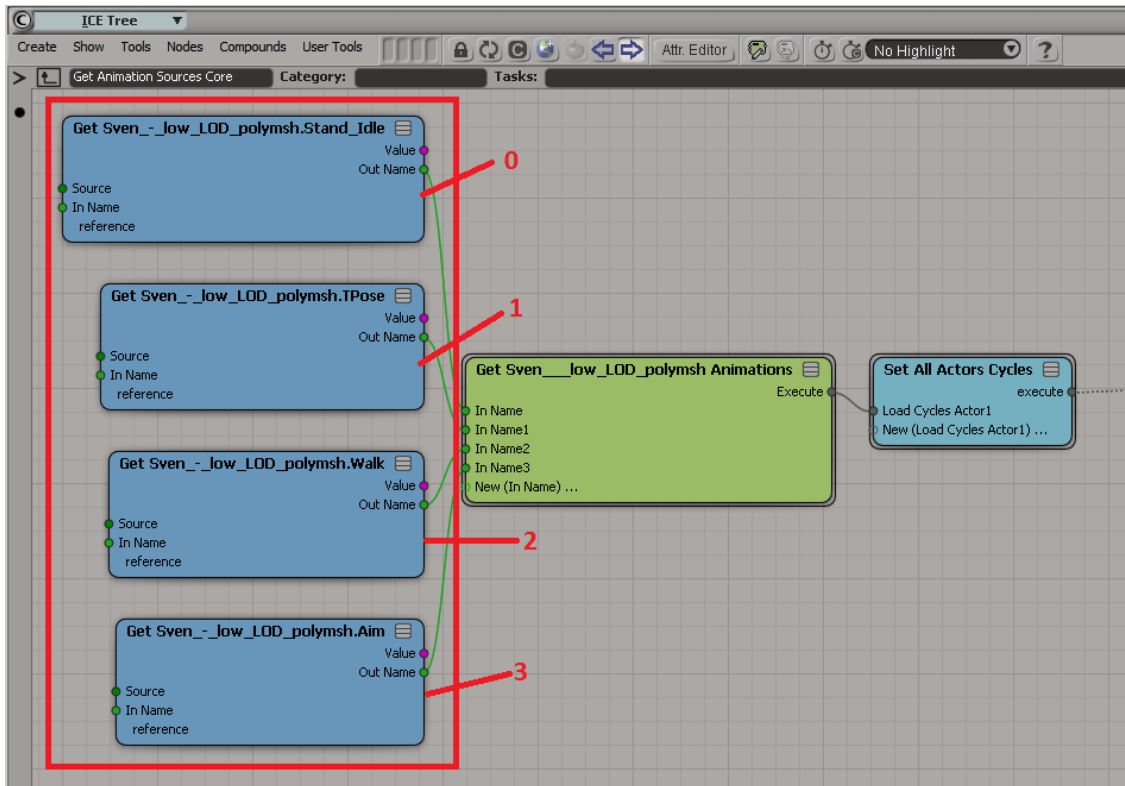 ICE Tree
Create Show Tools Nodes Compounds User Tools Attr. Editor No Highlight ?
> Get Animation Sources Core Category: Tasks:
Get Sven_-_low_LOD_polymsh.Stand_Idle
Value
Out Name
Source
In Name
reference
0
Get Sven_-_low_LOD_polymsh.TPose
Value
Out Name
Source
In Name
reference
1
Get Sven___low_LOD_polymsh Animations
Execute
In Name
In Name1
In Name2
In Name3
New (In Name) ...
Set All Actors Cycles
execute
Load Cycles Actor1
New (Load Cycles Actor1) ...
Get Sven_-_low_LOD_polymsh.Walk
Value
Out Name
Source
In Name
reference
2
Get Sven_-_low_LOD_polymsh.Aim
Value
Out Name
Source
In Name
reference
3